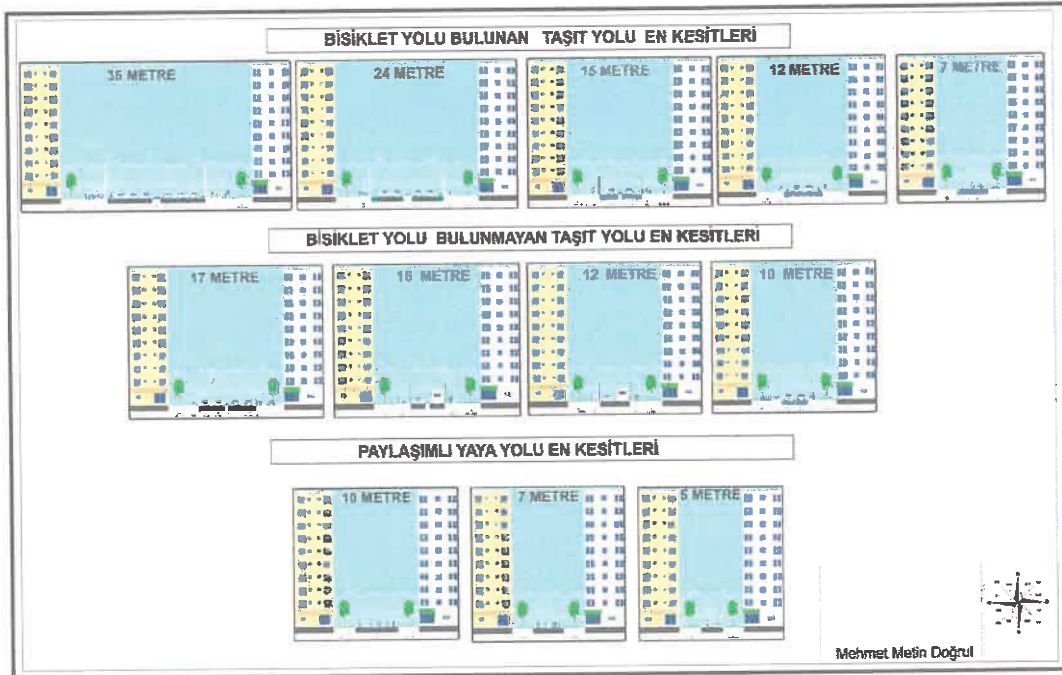 BİSİKLET YOLU BULUNAN TAŞIT YOLU EN KESİTLERİ
35 METRE
24 METRE
15 METRE
12 METRE
7 METRE
BİSİKLET YOLU BULUNMAYAN TAŞIT YOLU EN KESİTLERİ
17 METRE
METRE
12 METRE
10 METRE
PAYLAŞIMLI YAYA YOLU EN KESİTLERİ
10 METRE
7 METRE
5 METRE
Mehmet Metin Doğrul